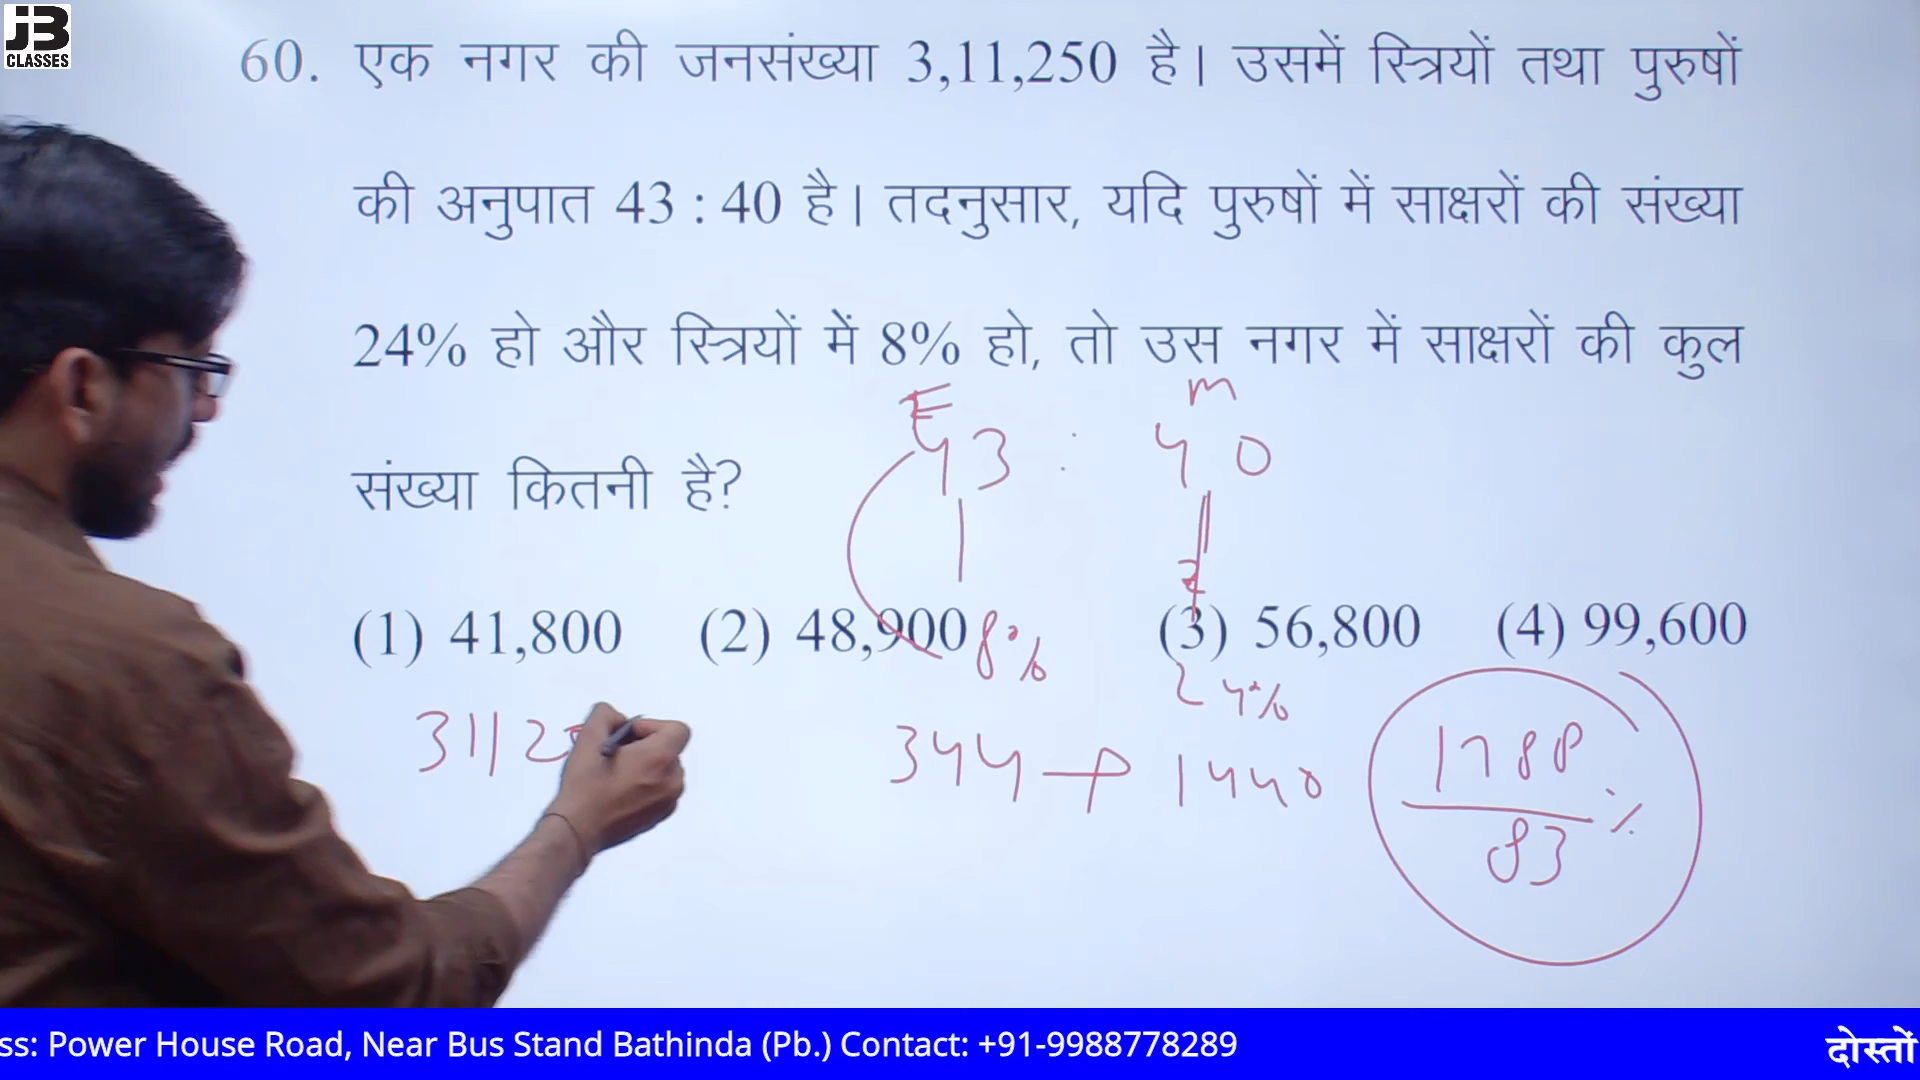 JB
CLASSES
60. एक नगर की जनसंख्या 3,11,250 है। उसमें स्त्रियों तथा पुरुषों
की अनुपात 43 : 40 है। तदनुसार, यदि पुरुषों में साक्षरों की संख्या
24% हो और स्त्रियों में 8% हो, तो उस नगर में साक्षरों की कुल
संख्या कितनी है?
F m
43 : 40
(1) 41,800 (2) 48,900 (3) 56,800 (4) 99,600
8% 24%
3112
344 + 1440
1788
83 %
ss: Power House Road, Near Bus Stand Bathinda (Pb.) Contact: +91-9988778289 दोस्तों